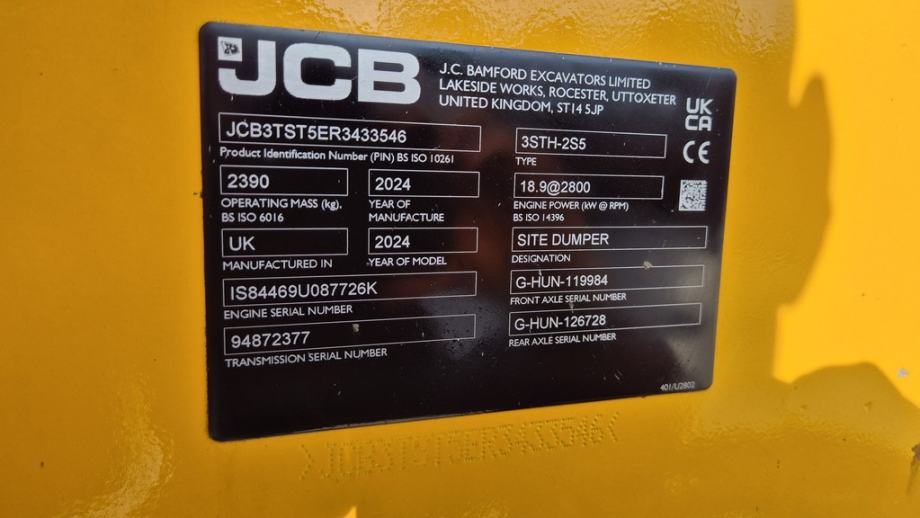 JCB
J.C. BAMFORD EXCAVATORS LIMITED
LAKESIDE WORKS, ROCESTER, UTTOXETER
UNITED KINGDOM, ST14 5JP
UK
CA
CE
JCB3TST5ER3433546
Product Identification Number (PIN) BS ISO 10261
3STH-2S5
TYPE
2390
OPERATING MASS (kg),
BS ISO 6016
2024
YEAR OF
MANUFACTURE
18.9@2800
ENGINE POWER (kW @ RPM)
BS ISO 14396
UK
MANUFACTURED IN
2024
YEAR OF MODEL
SITE DUMPER
DESIGNATION
IS84469U087726K
ENGINE SERIAL NUMBER
G-HUN-119984
FRONT AXLE SERIAL NUMBER
94872377
TRANSMISSION SERIAL NUMBER
G-HUN-126728
REAR AXLE SERIAL NUMBER
401/U2802
>JCB3TST5ER3433546<